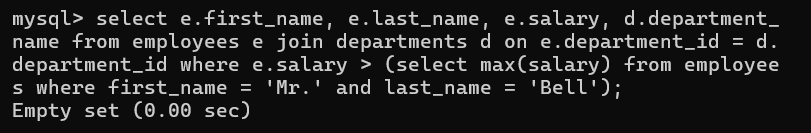 mysql> select e.first_name, e.last_name, e.salary, d.department_
name from employees e join departments d on e.department_id = d.
department_id where e.salary > (select max(salary) from employee
s where first_name = 'Mr.' and last_name = 'Bell');
Empty set (0.00 sec)